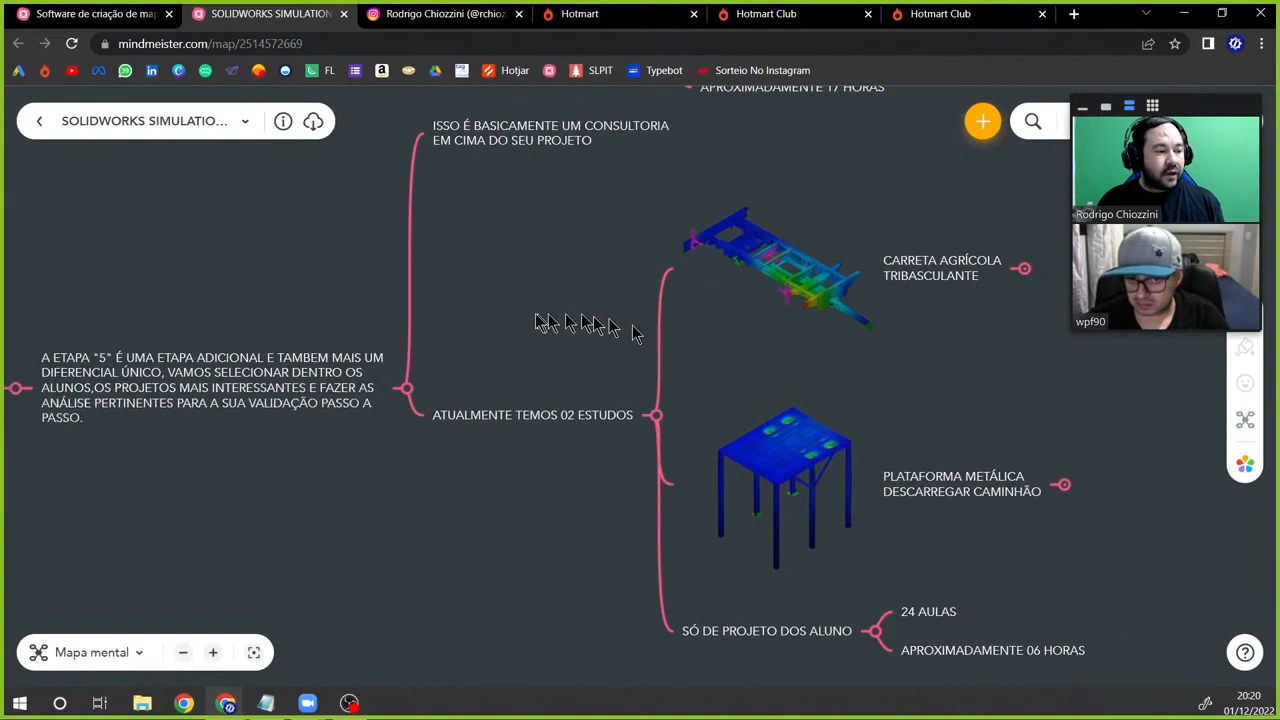 Software de criação de map
SOLIDWORKS SIMULATION
Rodrigo Chiozzini (@rchioz
Hotmart
Hotmart Club
Hotmart Club
mindmeister.com/map/2514572669
FL
Hotjar
SLPIT
Typebot
Sorteio No Instagram
APROXIMADAMENTE 17 HORAS
SOLIDWORKS SIMULATIO...
ISSO É BASICAMENTE UM CONSULTORIA
EM CIMA DO SEU PROJETO
Rodrigo Chiozzini
CARRETA AGRÍCOLA
TRIBASCULANTE
wpf90
A ETAPA "5" É UMA ETAPA ADICIONAL E TAMBEM MAIS UM
DIFERENCIAL ÚNICO, VAMOS SELECIONAR DENTRO OS
ALUNOS,OS PROJETOS MAIS INTERESSANTES E FAZER AS
ANÁLISE PERTINENTES PARA A SUA VALIDAÇÃO PASSO A
PASSO.
ATUALMENTE TEMOS 02 ESTUDOS
PLATAFORMA METÁLICA
DESCARREGAR CAMINHÃO
SÓ DE PROJETO DOS ALUNO
24 AULAS
APROXIMADAMENTE 06 HORAS
Mapa mental
20:20
01/12/2022